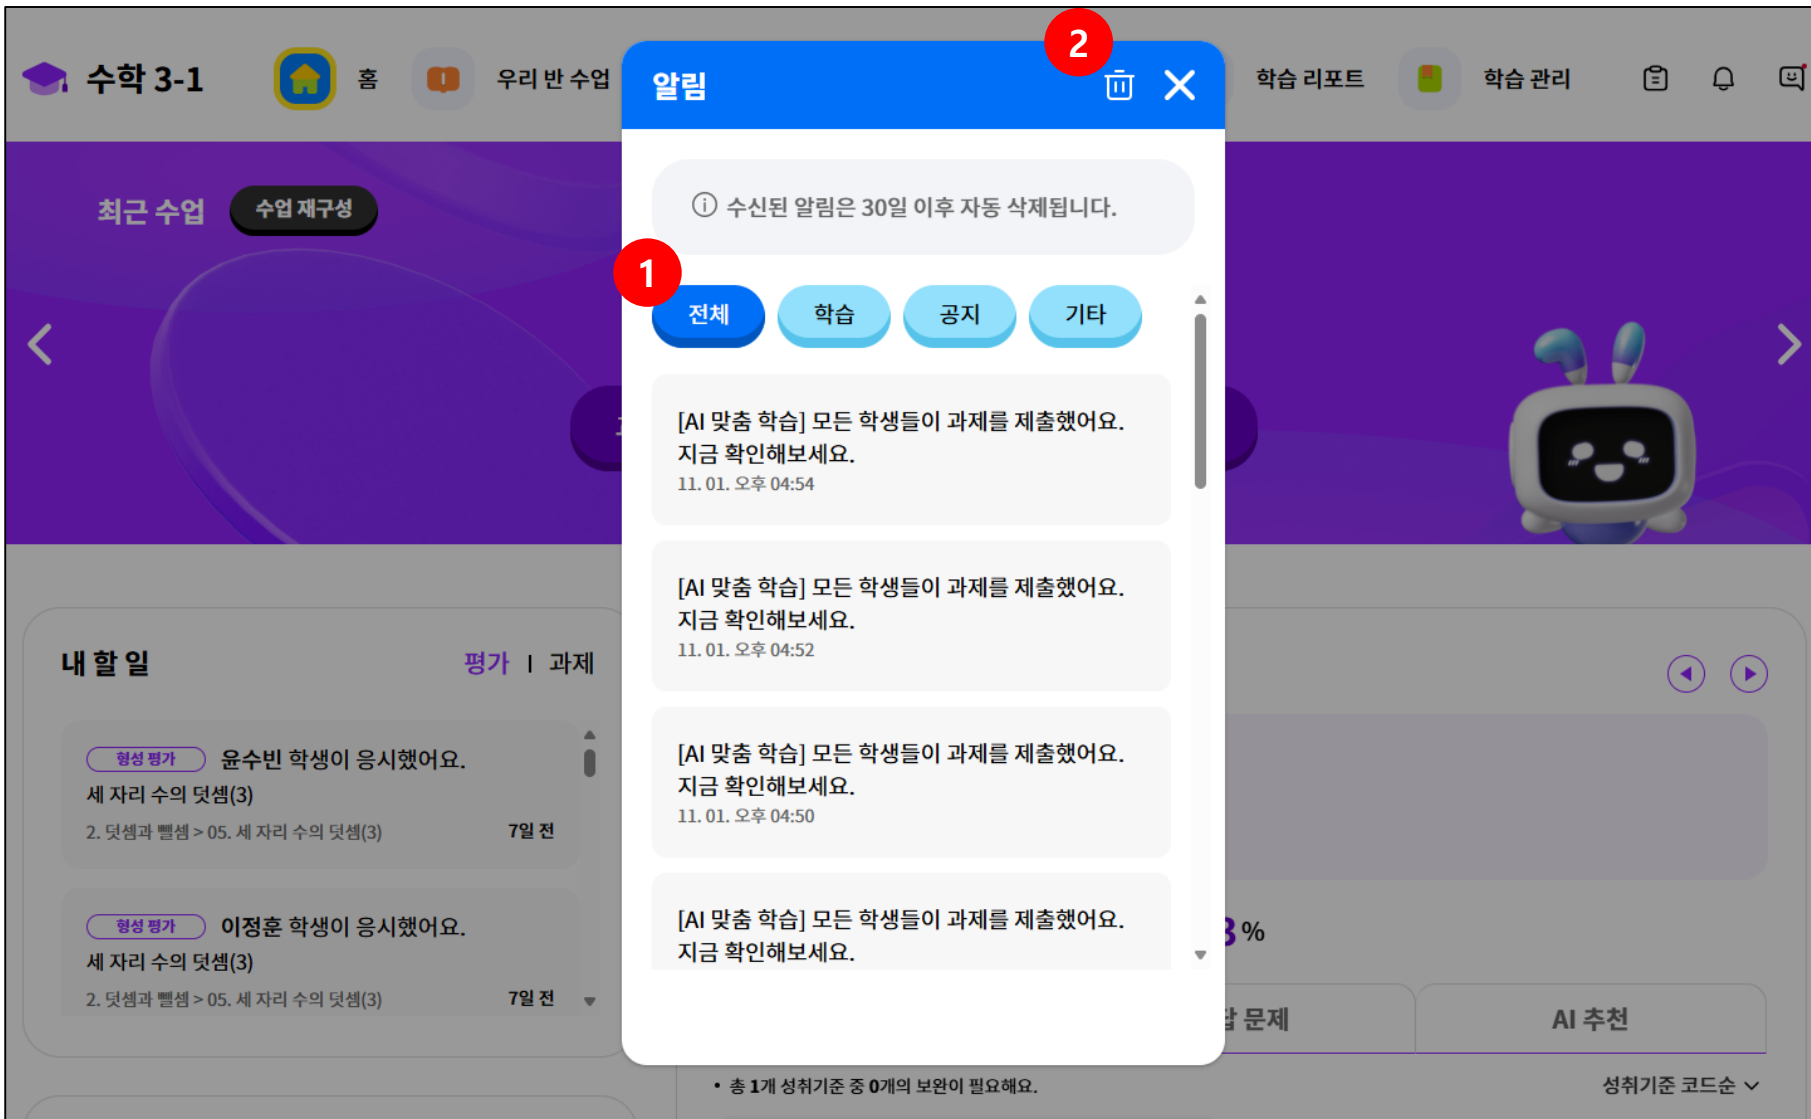 수학 3-1
홈
우리 반 수업
학습 리포트
학습 관리
최근 수업
수업 재구성
알림
2
수신된 알림은 30일 이후 자동 삭제됩니다.
1
전체
학습
공지
기타
[AI 맞춤 학습] 모든 학생들이 과제를 제출했어요.
지금 확인해보세요.
11. 01. 오후 04:54
[AI 맞춤 학습] 모든 학생들이 과제를 제출했어요.
지금 확인해보세요.
11. 01. 오후 04:52
[AI 맞춤 학습] 모든 학생들이 과제를 제출했어요.
지금 확인해보세요.
11. 01. 오후 04:50
[AI 맞춤 학습] 모든 학생들이 과제를 제출했어요.
지금 확인해보세요.
내 할 일
평가 | 과제
형성 평가 윤수빈 학생이 응시했어요.
세 자리 수의 덧셈(3)
2. 덧셈과 뺄셈 > 05. 세 자리 수의 덧셈(3) 7일 전
형성 평가 이정훈 학생이 응시했어요.
세 자리 수의 덧셈(3)
2. 덧셈과 뺄셈 > 05. 세 자리 수의 덧셈(3) 7일 전
%
문제
AI 추천
• 총 1개 성취기준 중 0개의 보완이 필요해요.
성취기준 코드순